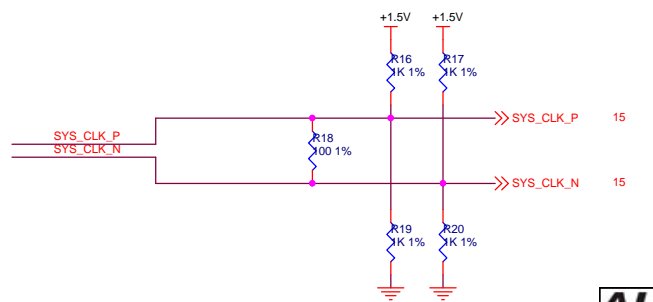 +1.5V +1.5V
R16 R17
1K 1% 1K 1%
SYS_CLK_P 15
SYS_CLK_P
R18
SYS_CLK_N
100 1%
SYS_CLK_N 15
R19 R20
1K 1% 1K 1%